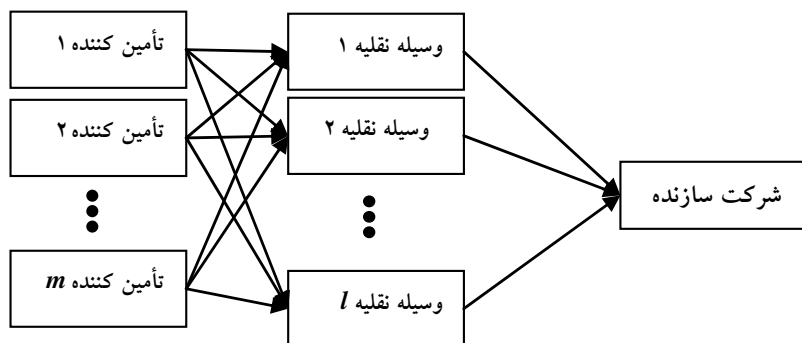 تأمین کننده ۱
تأمین کننده ۲
تأمین کننده m
وسیله نقلیه ۱
وسیله نقلیه ۲
وسیله نقلیه l
شرکت سازنده